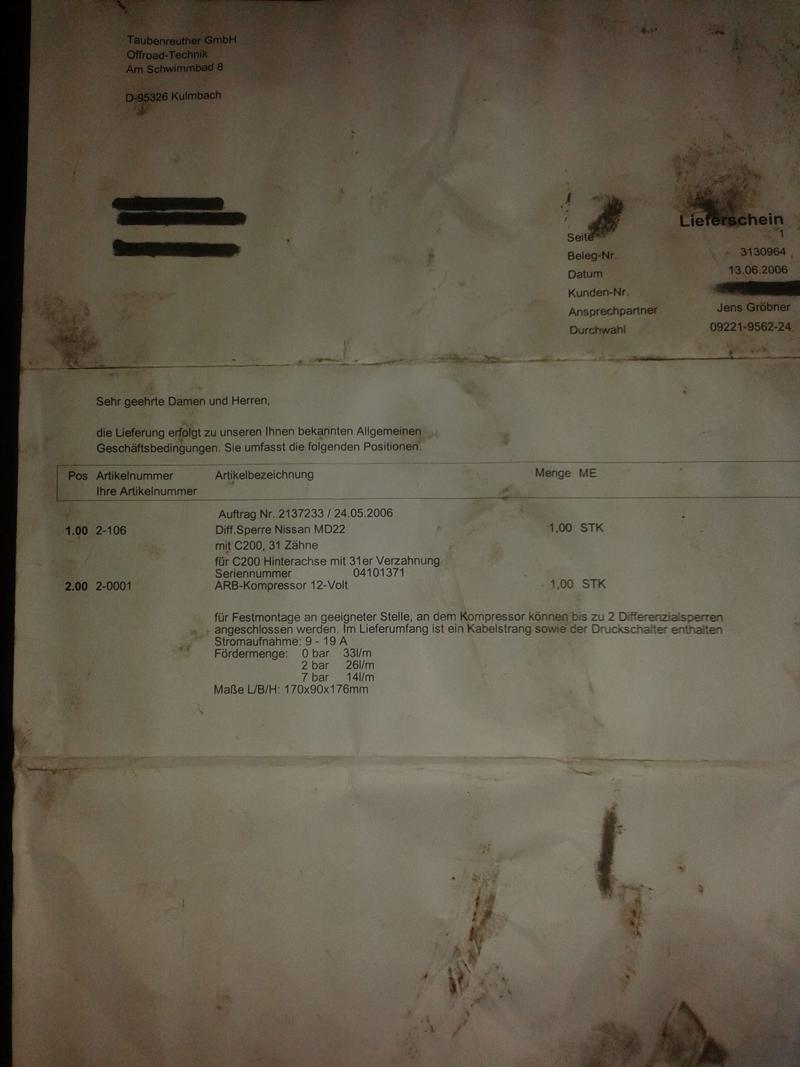 Taubenreuther GmbH
Offroad-Technik
Am Schwimmbad 8
D-95326 Kulmbach
Lieferschein
Seite 1
Beleg-Nr. 3130964
Datum 13.06.2006
Kunden-Nr.
Ansprechpartner Jens Gröbner
Durchwahl 09221-9562-24
Sehr geehrte Damen und Herren,
die Lieferung erfolgt zu unseren Ihnen bekannten Allgemeinen
Geschäftsbedingungen. Sie umfasst die folgenden Positionen.
Pos Artikelnummer Artikelbezeichnung Menge ME
Ihre Artikelnummer
Auftrag Nr. 2137233 / 24.05.2006
1.00 2-106 Diff.Sperre Nissan MD22 1,00 STK
mit C200, 31 Zähne
für C200 Hinterachse mit 31er Verzahnung
Seriennummer 04101371
2.00 2-0001 ARB-Kompressor 12-Volt 1,00 STK
für Festmontage an geeigneter Stelle, an dem Kompressor können bis zu 2 Differenzialsperren
angeschlossen werden. Im Lieferumfang ist ein Kabelstrang sowie der Druckschalter enthalten
Stromaufnahme: 9 - 19 A
Fördermenge: 0 bar 33l/m
2 bar 26l/m
7 bar 14l/m
Maße L/B/H: 170x90x176mm